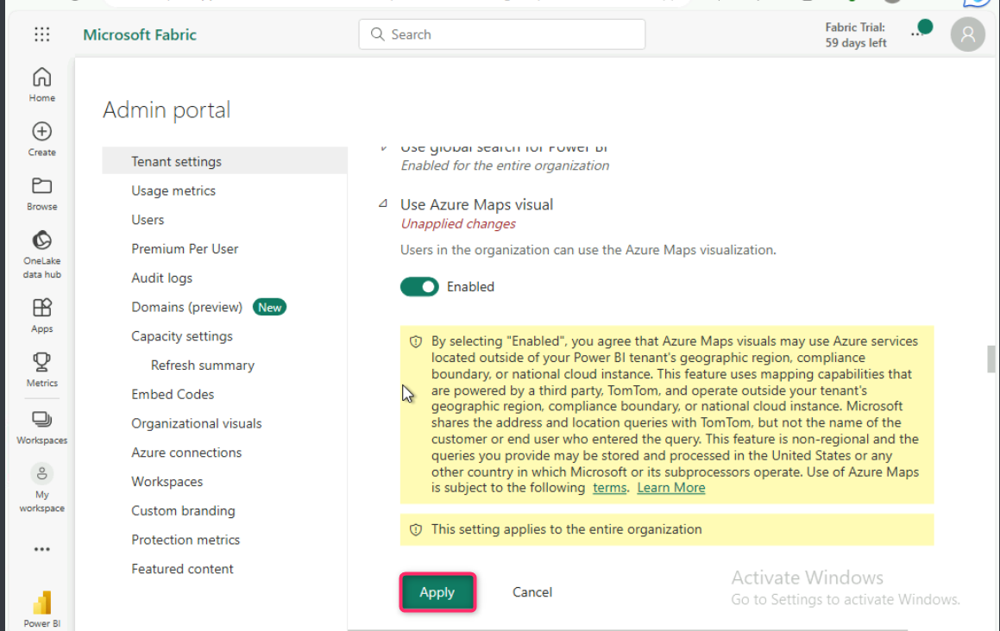 Microsoft Fabric
Search
Fabric Trial:
59 days left
Home
Create
Browse
OneLake
data hub
Apps
Metrics
Workspaces
My
workspace
Power BI
Admin portal
Tenant settings
Usage metrics
Users
Premium Per User
Audit logs
Domains (preview) New
Capacity settings
Refresh summary
Embed Codes
Organizational visuals
Azure connections
Workspaces
Custom branding
Protection metrics
Featured content
Use global search for Power BI
Enabled for the entire organization
Use Azure Maps visual
Unapplied changes
Users in the organization can use the Azure Maps visualization.
Enabled
By selecting "Enabled", you agree that Azure Maps visuals may use Azure services
located outside of your Power BI tenant's geographic region, compliance
boundary, or national cloud instance. This feature uses mapping capabilities that
are powered by a third party, TomTom, and operate outside your tenant's
geographic region, compliance boundary, or national cloud instance. Microsoft
shares the address and location queries with TomTom, but not the name of the
customer or end user who entered the query. This feature is non-regional and the
queries you provide may be stored and processed in the United States or any
other country in which Microsoft or its subprocessors operate. Use of Azure Maps
is subject to the following terms. Learn More
This setting applies to the entire organization
Apply
Cancel
Activate Windows
Go to Settings to activate Windows.